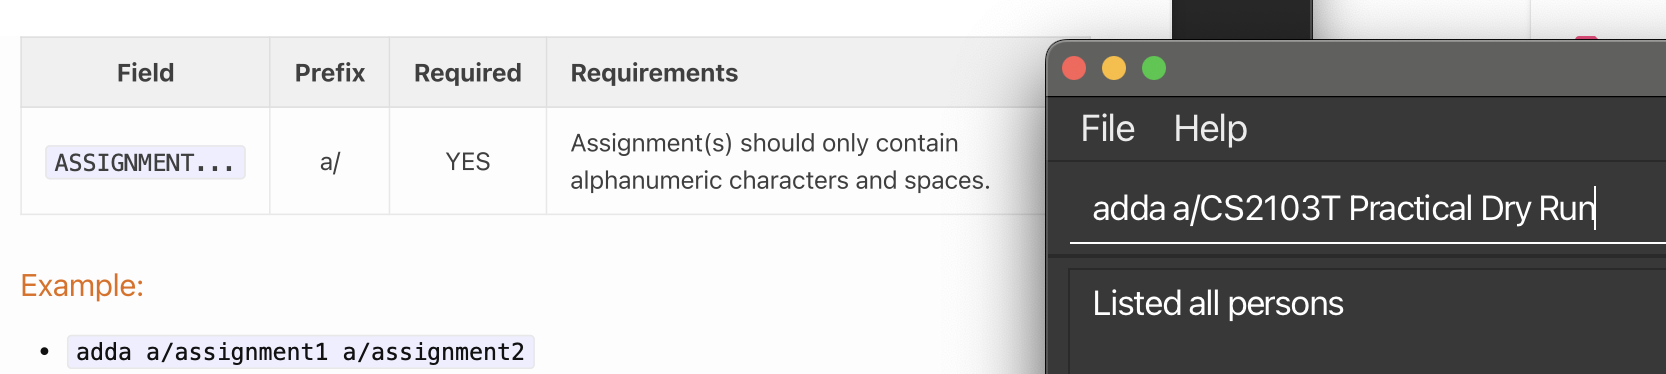 Field Prefix Required Requirements
ASSIGNMENT... a/ YES Assignment(s) should only contain
alphanumeric characters and spaces.
Example:
• adda a/assignment1 a/assignment2
File Help
adda a/CS2103T Practical Dry Run
Listed all persons